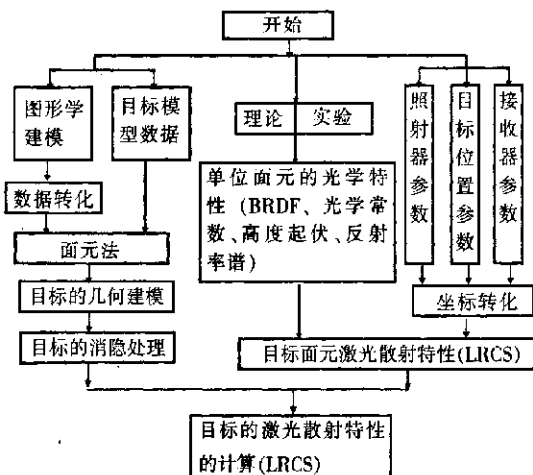 开始
图形学
建模
目标模
型数据
理论 实验
照射器参数
目标位置参数
接收器参数
数据转化
单位面元的光学特
性(BRDF、光学常
数、高度起伏、反射
率谱)
面元法
目标的几何建模
坐标转化
目标的消隐处理
目标面元激光散射特性(LRCS)
目标的激光散射特性
的计算(LRCS)